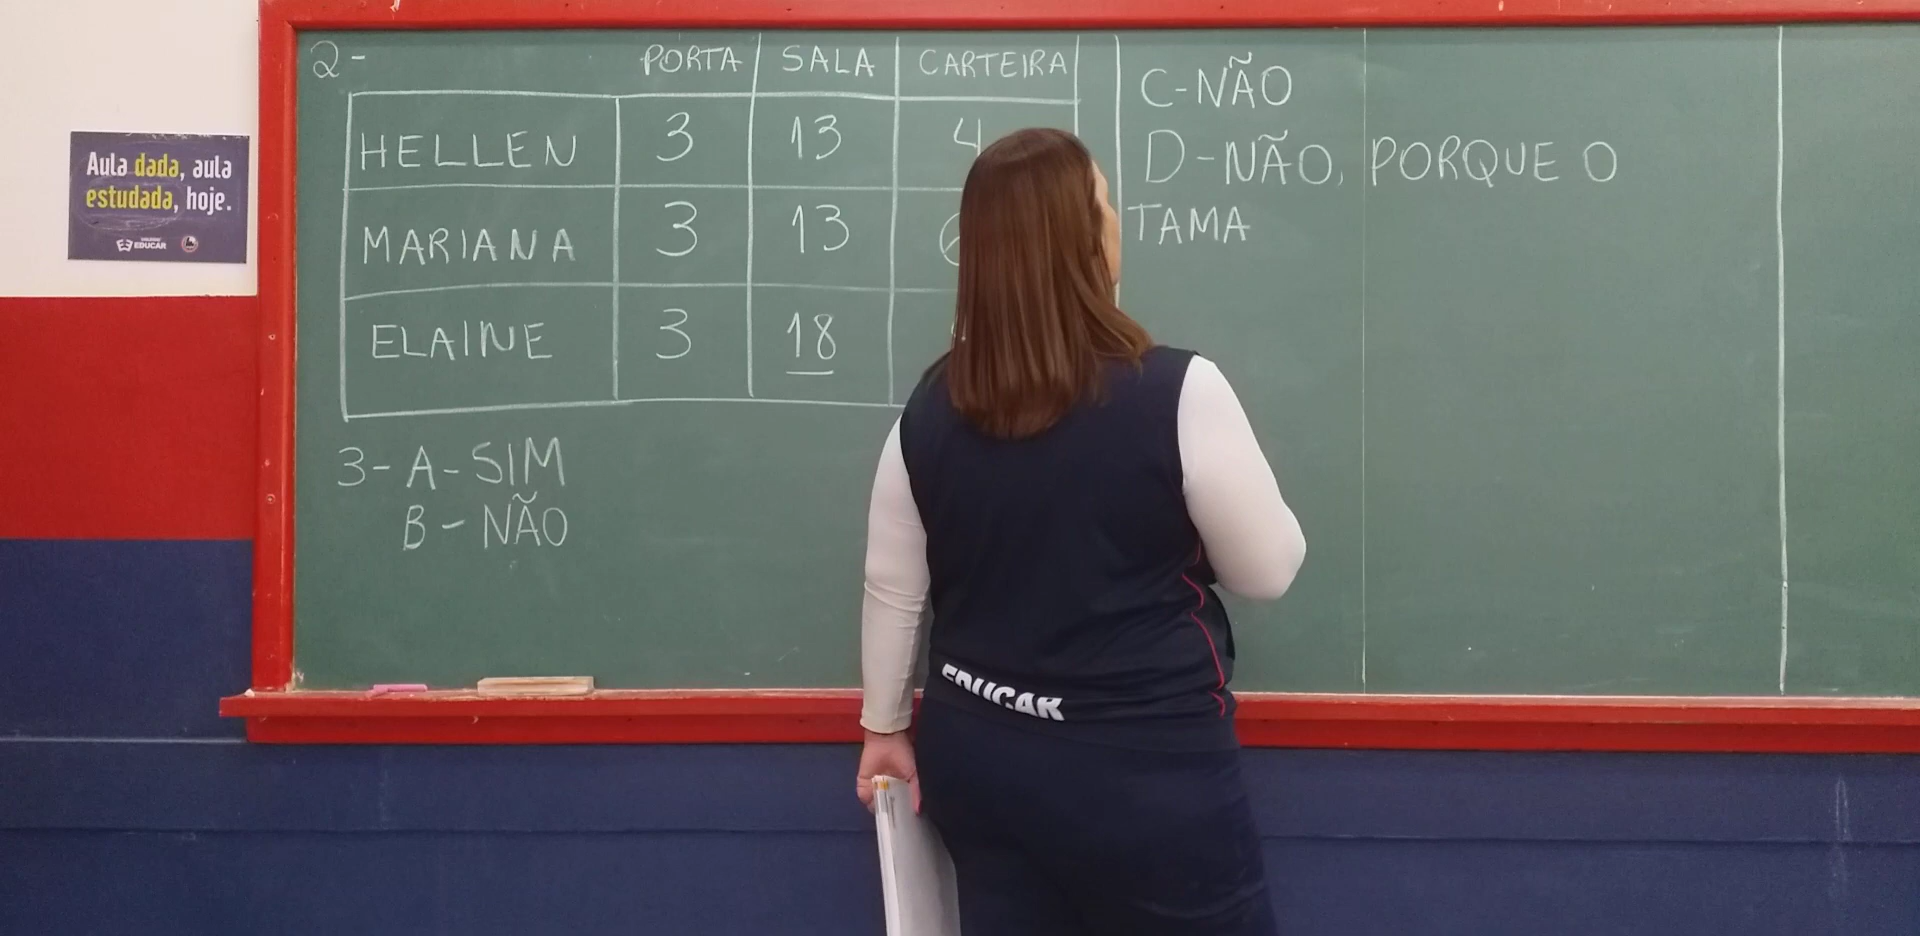 Aula dada, aula
estudada, hoje.
EDUCAR
2- PORTA SALA CARTEIRA
HELLEN 3 13 4
MARIANA 3 13
ELAINE 3 18
3- A- SIM
B- NÃO
C-NÃO
D-NÃO, PORQUE O
TAMA
EDUCAR